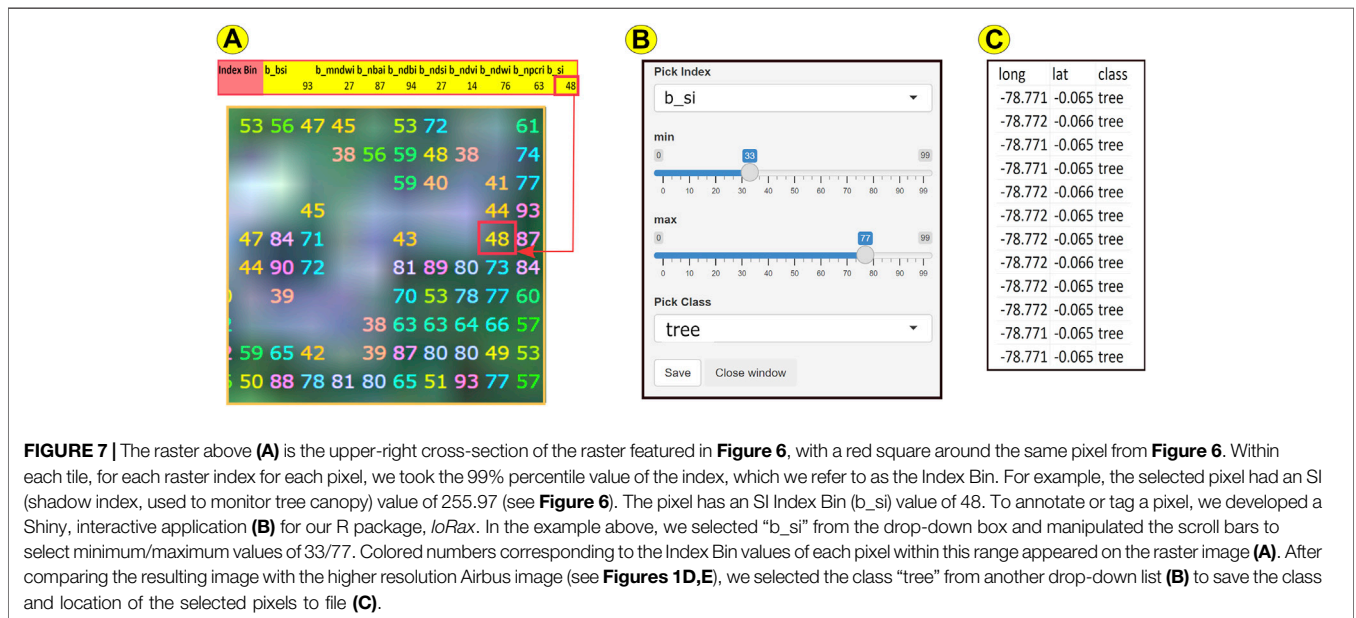 A
B
C
Index Bin b_bsi b_mndwi b_nbai b_ndbi b_ndsi b_ndvi b_ndwi b_npcri b_si
93 27 87 94 27 14 76 63 48
53 56 47 45 53 72 61
38 56 59 48 38 74
59 40 41 77
45 44 93
47 84 71 43 48 87
44 90 72 81 89 80 73 84
39 70 53 78 77 60
38 63 63 64 66 57
59 65 42 39 87 80 80 49 53
50 88 78 81 80 65 51 93 77 57
Pick Index
b_si
min
0 33 99
0 10 20 30 40 50 60 70 80 90 99
max
0 77 99
0 10 20 30 40 50 60 70 80 90 99
Pick Class
tree
Save Close window
long lat class
-78.771 -0.065 tree
-78.772 -0.066 tree
-78.771 -0.065 tree
-78.771 -0.065 tree
-78.772 -0.066 tree
-78.772 -0.065 tree
-78.772 -0.065 tree
-78.772 -0.066 tree
-78.772 -0.065 tree
-78.772 -0.065 tree
-78.771 -0.065 tree
-78.771 -0.065 tree
FIGURE 7 | The raster above (A) is the upper-right cross-section of the raster featured in Figure 6, with a red square around the same pixel from Figure 6. Within
each tile, for each raster index for each pixel, we took the 99% percentile value of the index, which we refer to as the Index Bin. For example, the selected pixel had an SI
(shadow index, used to monitor tree canopy) value of 255.97 (see Figure 6). The pixel has an SI Index Bin (b_si) value of 48. To annotate or tag a pixel, we developed a
Shiny, interactive application (B) for our R package, loRax. In the example above, we selected “b_si” from the drop-down box and manipulated the scroll bars to
select minimum/maximum values of 33/77. Colored numbers corresponding to the Index Bin values of each pixel within this range appeared on the raster image (A). After
comparing the resulting image with the higher resolution Airbus image (see Figures 1D,E), we selected the class “tree” from another drop-down list (B) to save the class
and location of the selected pixels to file (C).